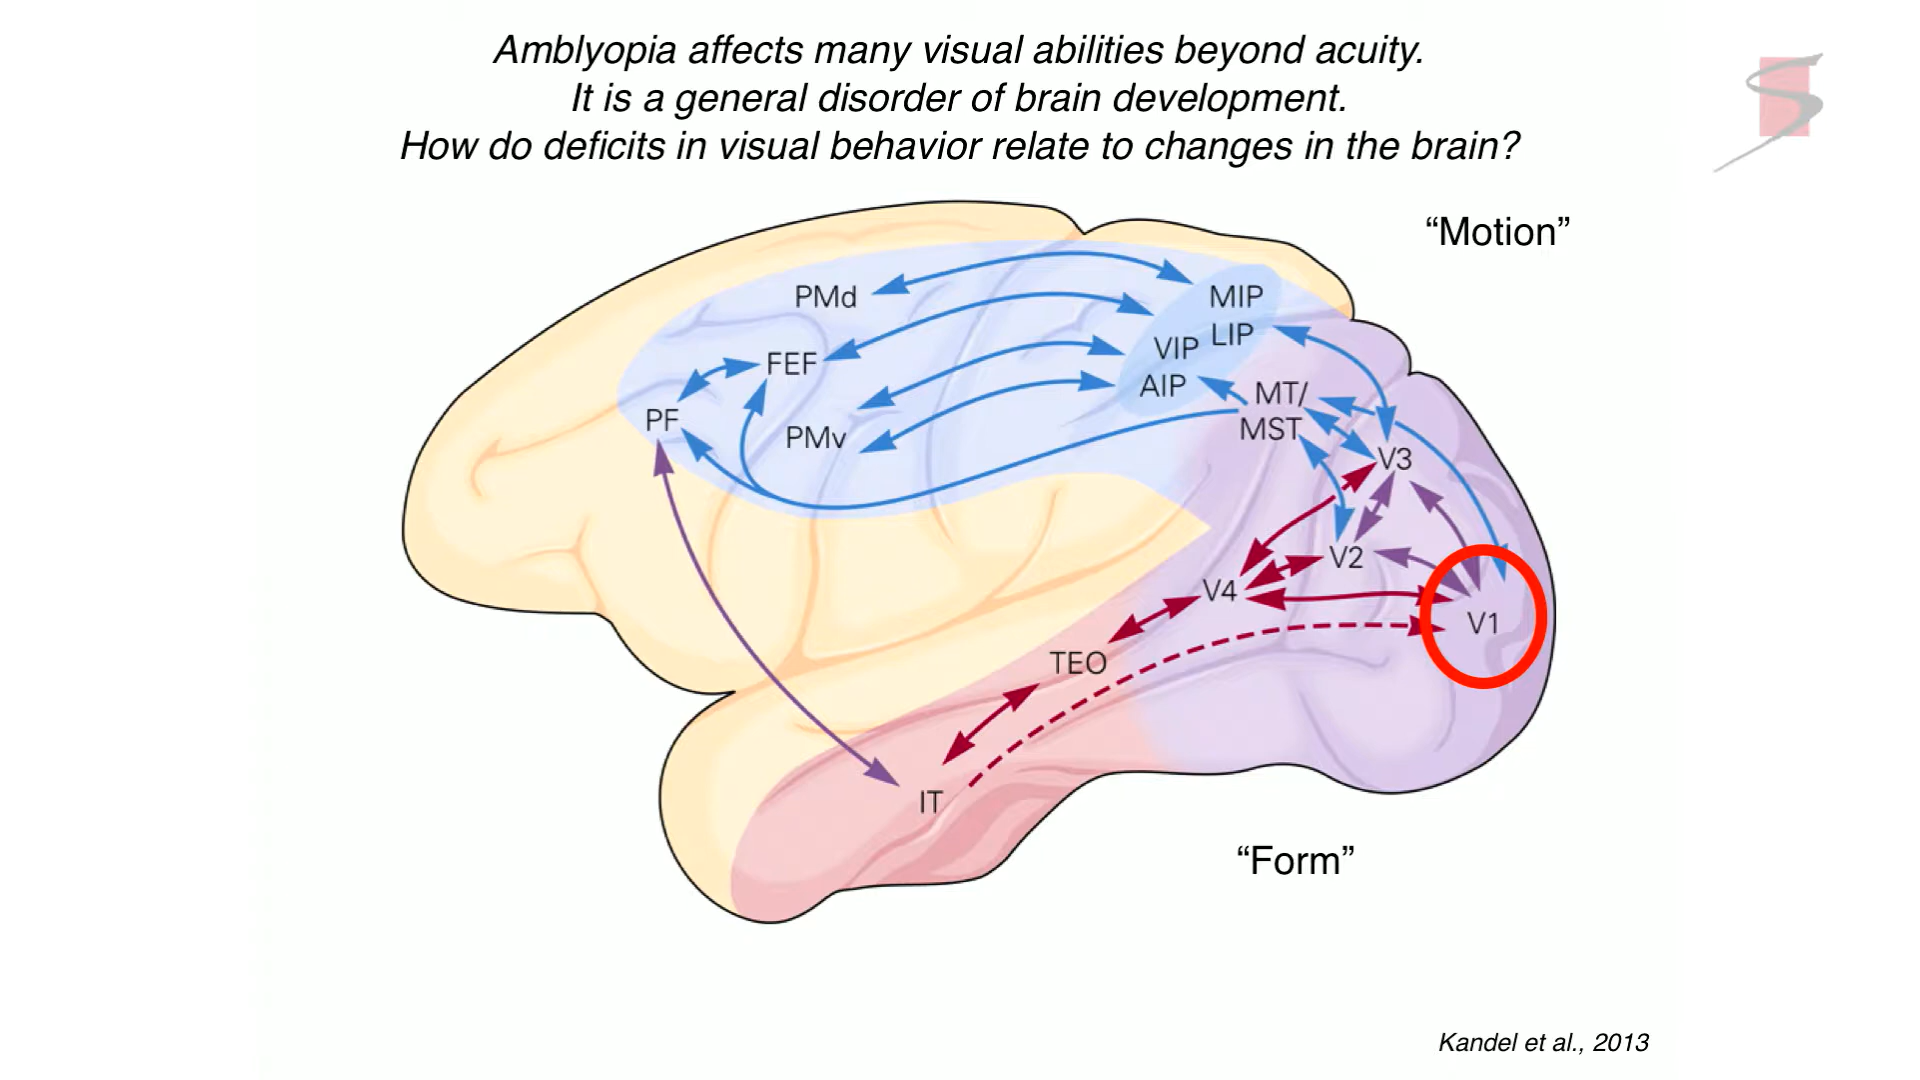 Amblyopia affects many visual abilities beyond acuity.
It is a general disorder of brain development.
How do deficits in visual behavior relate to changes in the brain?
“Motion”
PMd
MIP
LIP
VIP
FEF
AIP
MT/
PF
MST
PMv
V3
V2
V4
V1
TEO
IT
“Form”
Kandel et al., 2013